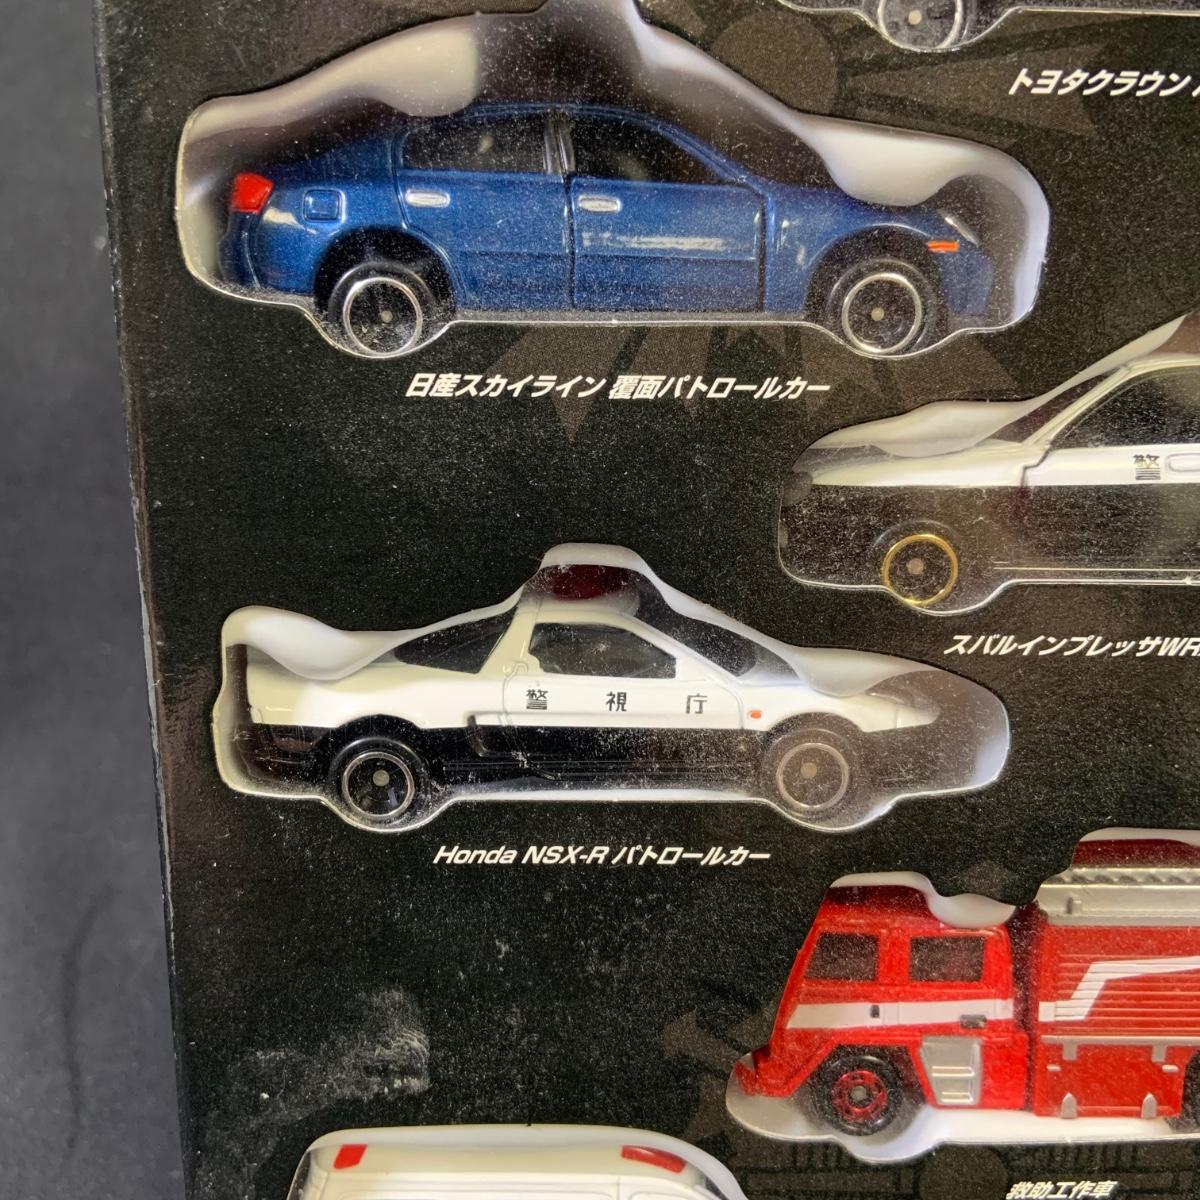 トヨタクラウン
日産スカイライン 覆面パトロールカー
警
スバルインプレッサWR
警視庁
Honda NSX-R パトロールカー
救助工作車